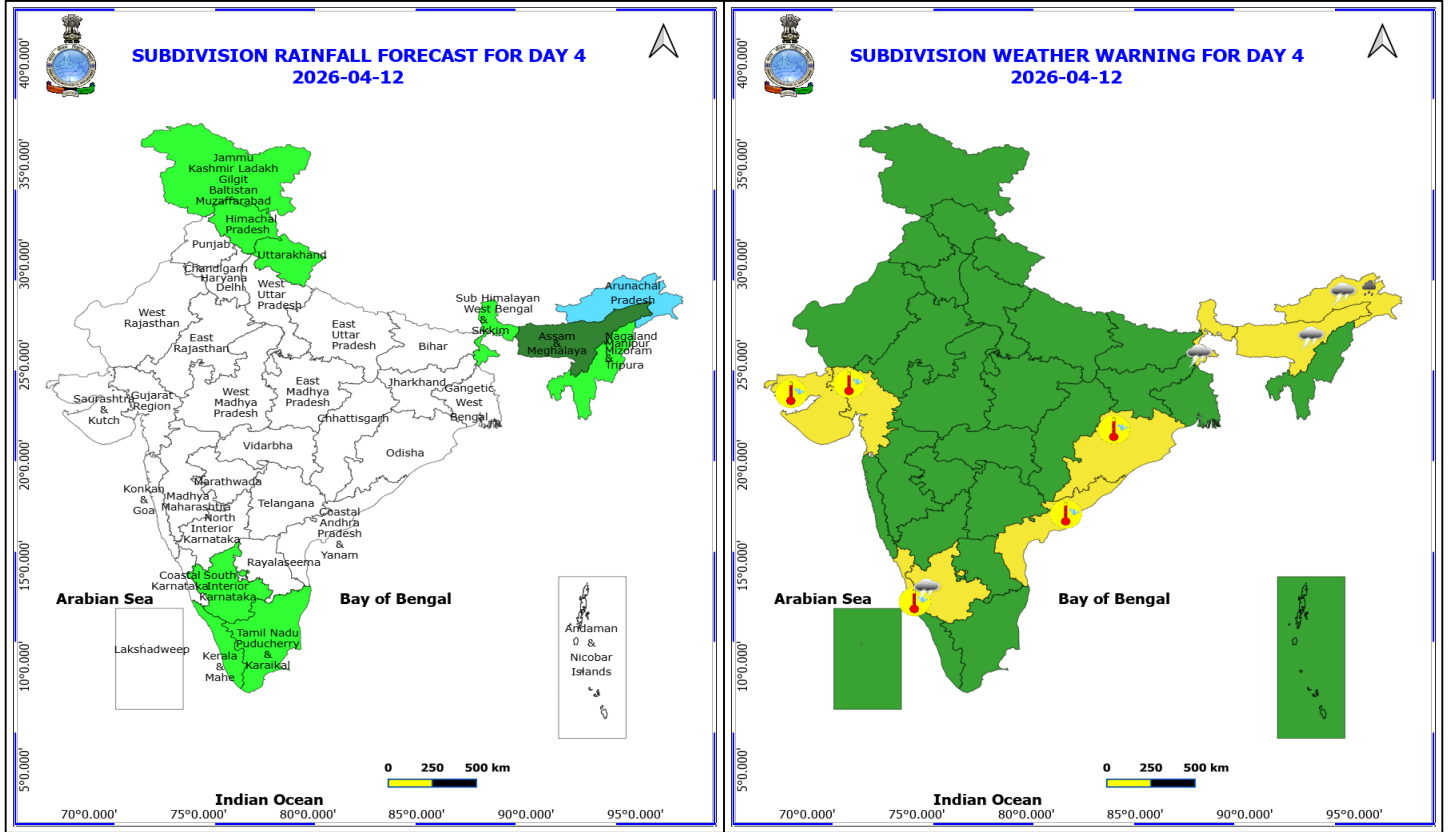 SUBDIVISION RAINFALL FORECAST FOR DAY 4
2026-04-12
40°0.000'
35°0.000'
30°0.000'
25°0.000'
20°0.000'
15°0.000'
10°0.000'
5°0.000'
Jammu
Kashmir Ladakh
Gilgit
Baltistan
Muzaffarabad
Himachal
Pradesh
Punjab
Uttarakhand
Chandigarh
Haryana
Delhi
West
Uttar
Pradesh
Arunachal
Pradesh
Sub Himalayan
West Bengal
&
Sikkim
West
Rajasthan
East
Rajasthan
East
Uttar
Pradesh
Bihar
Assam
&
Meghalaya
Nagaland
Manipur
Mizoram
&
Tripura
Saurashtra
&
Kutch
Gujarat
Region
West
Madhya
Pradesh
East
Madhya
Pradesh
Jharkhand
Gangetic
West
Bengal
Chhattisgarh
Vidarbha
Odisha
Konkan
&
Goa
Madhya
Maharashtra
Marathwada
Telangana
North
Interior
Karnataka
Coastal
Andhra
Pradesh
&
Yanam
Rayalaseema
Coastal
Karnataka
South
Interior
Karnataka
Arabian Sea
Bay of Bengal
Lakshadweep
Kerala
&
Mahe
Tamil Nadu
Puducherry
&
Karaikal
Andaman
&
Nicobar
Islands
0 250 500 km
Indian Ocean
70°0.000' 75°0.000' 80°0.000' 85°0.000' 90°0.000' 95°0.000'
SUBDIVISION WEATHER WARNING FOR DAY 4
2026-04-12
40°0.000'
35°0.000'
30°0.000'
25°0.000'
20°0.000'
15°0.000'
10°0.000'
5°0.000'
Arabian Sea
Bay of Bengal
0 250 500 km
Indian Ocean
70°0.000' 75°0.000' 80°0.000' 85°0.000' 90°0.000' 95°0.000'